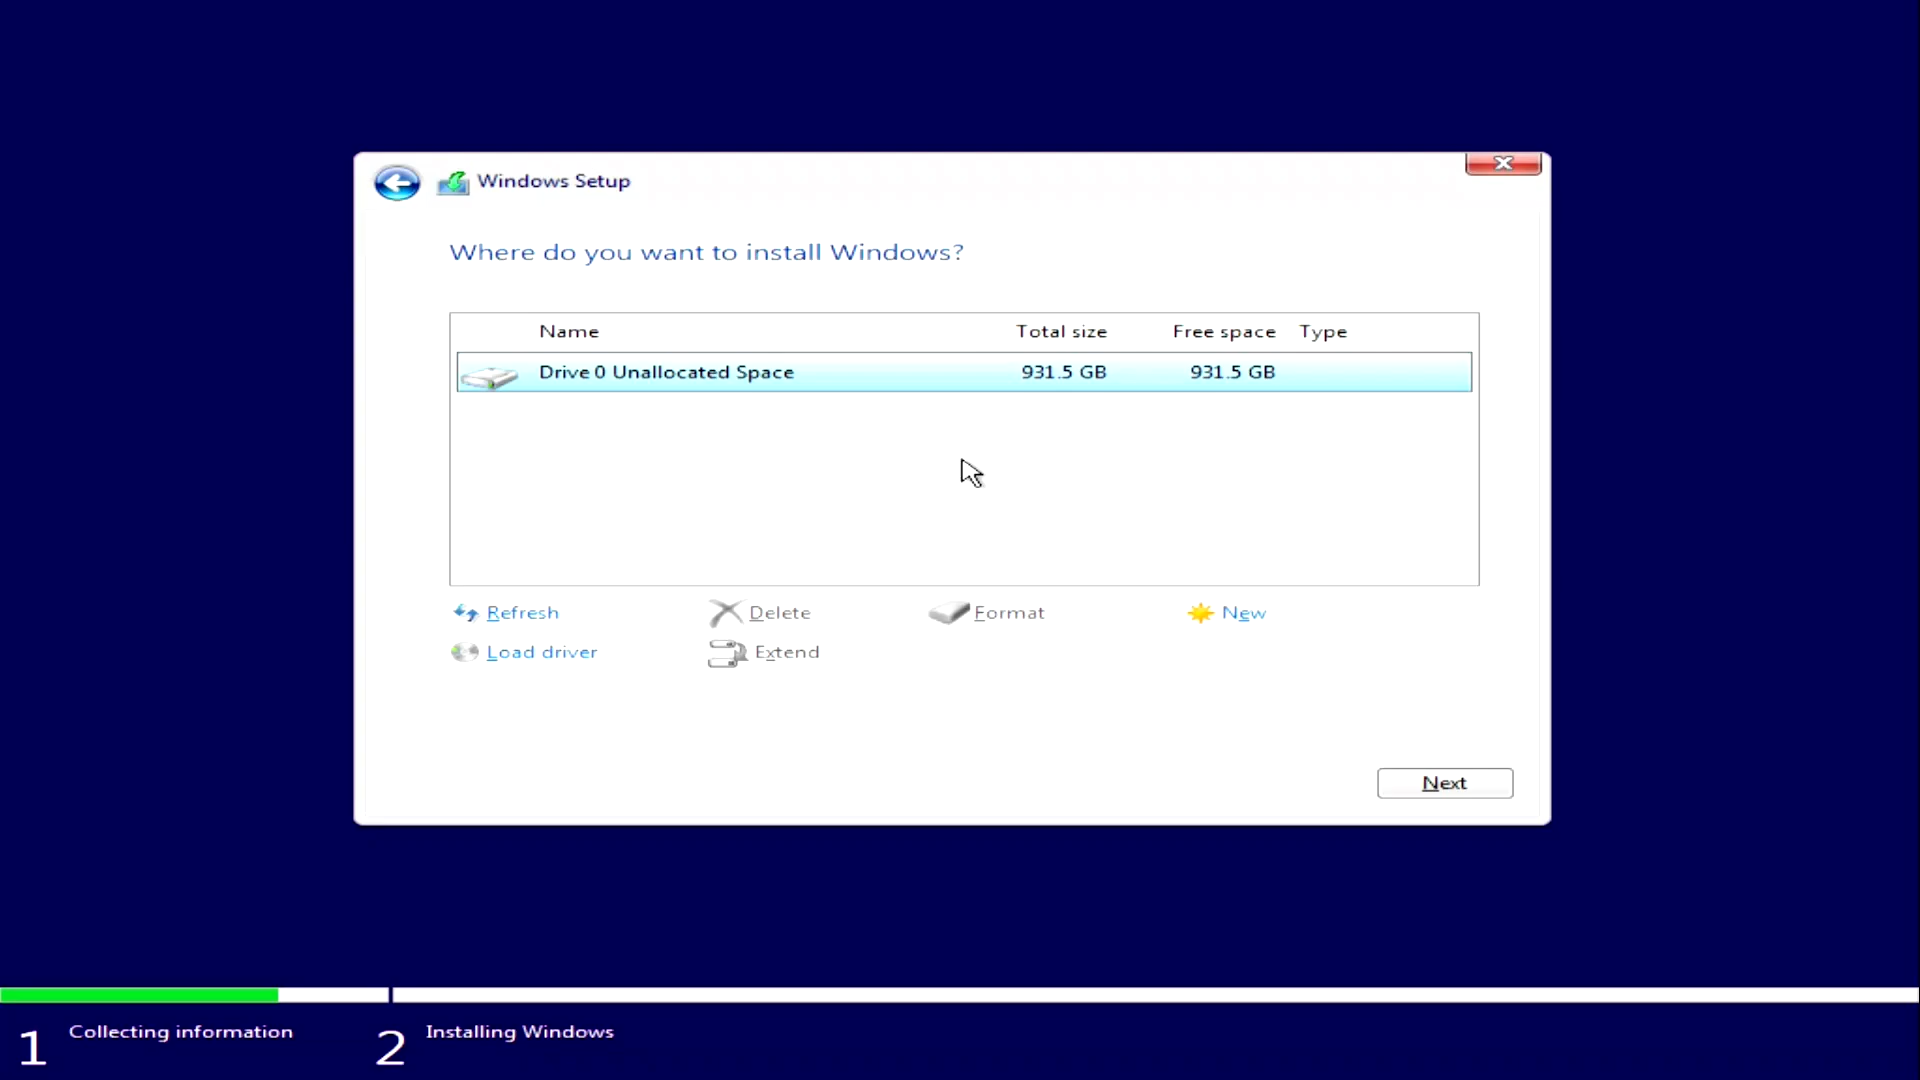 Windows Setup
Where do you want to install Windows?
Name Total size Free space Type
Drive 0 Unallocated Space 931.5 GB 931.5 GB
Refresh Delete Format New
Load driver Extend
Next
1 Collecting information 2 Installing Windows